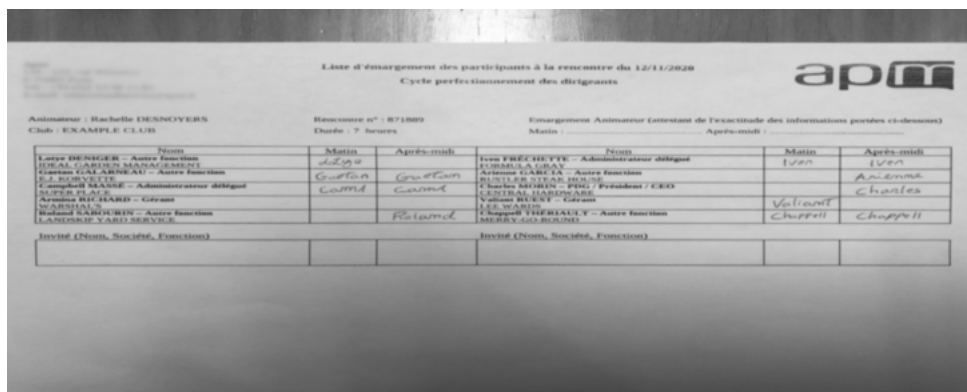 Liste d'émargement des participants à la rencontre du 12/11/2020
Cycle perfectionnement des dirigeants
apm
Animateur : Rachelle DESNOYERS
Rencontre n° : 871889
Emargement Animateur (attestant de l'exactitude des informations portées ci-dessous)
Club : EXAMPLE CLUB
Durée : 7 heures
Matin :
Après-midi :
Nom Matin Après-midi Nom Matin Après-midi
Latye DENIGER – Autre fonction
IDEAL GARDEN MANAGEMENT
Iven FRÉCHETTE – Administrateur délégué
FORMULA GRAY
Iven Iven
Gaetan GALARNEAU – Autre fonction
E.J. KORVETTE
Gaetan Gaetan
Arienne GARCIA – Autre fonction
RUSTLER STEAK HOUSE
Arienne
Campbell MASSÉ – Administrateur délégué
SUPER PLACE
Charles MORIN – PDG / Président / CEO
CENTRAL HARDWARE
Charles
Armina RICHARD – Gérant
WARSHAL'S
Valiant RUEST – Gérant
LEE WARDS
Valiant
Roland SABOURIN – Autre fonction
LANDSKIP YARD SERVICE
Roland
Chappell THÉRIAULT – Autre fonction
MERRY-GO-ROUND
Chappell Chappell
Invité (Nom, Société, Fonction)
Invité (Nom, Société, Fonction)